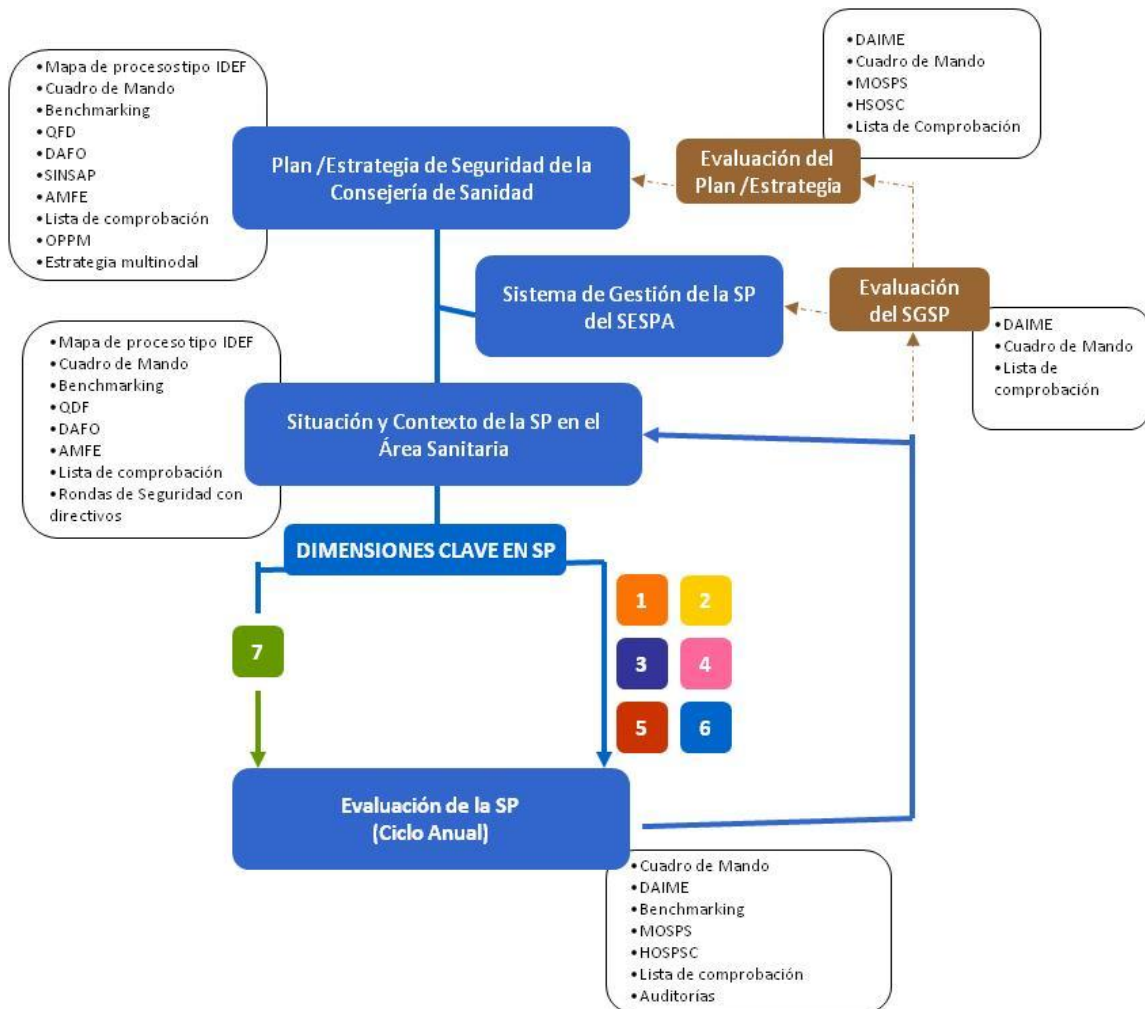 •Mapa de procesos tipo IDEF
•Cuadro de Mando
•Benchmarking
•QFD
•DAFO
•SINSAP
•AMFE
•Lista de comprobación
•OPPM
•Estrategia multinodal
Plan /Estrategia de Seguridad de la
Consejería de Sanidad
Evaluación del
Plan /Estrategia
•DAIME
•Cuadro de Mando
•MOSPS
•HSOSC
•Lista de Comprobación
Sistema de Gestión de la SP
del SESPA
Evaluación
del SGSP
•DAIME
•Cuadro de Mando
•Lista de
comprobación
•Mapa de proceso tipo IDEF
•Cuadro de Mando
•Benchmarking
•QDF
•DAFO
•AMFE
•Lista de comprobación
•Rondas de Seguridad con
directivos
Situación y Contexto de la SP en el
Área Sanitaria
DIMENSIONES CLAVE EN SP
1 2
7
3 4
5 6
Evaluación de la SP
(Ciclo Anual)
•Cuadro de Mando
•DAIME
•Benchmarking
•MOSPS
•HOSPSC
•Lista de comprobación
•Auditorías